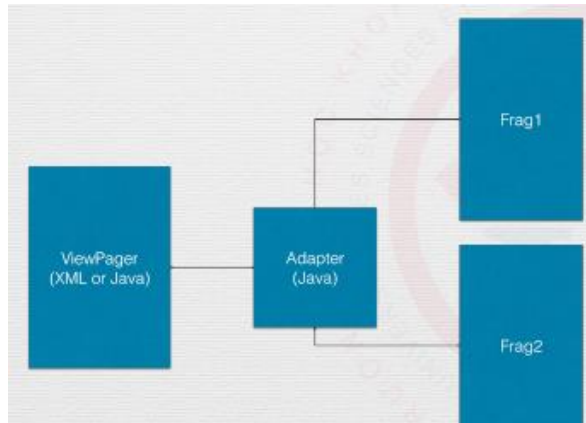 ViewPager
(XML or Java)
Adapter
(Java)
Frag1
Frag2